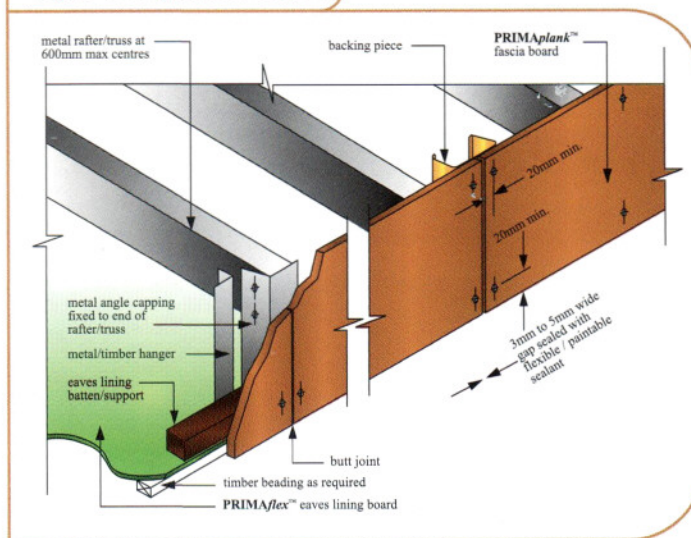 metal rafter/truss at
600mm max centres
backing piece
PRIMAplank™
fascia board
20mm min.
20mm min.
metal angle capping
fixed to end of
rafter/truss
metal/timber hanger
eaves lining
batten/support
3mm to 5mm wide
gap sealed with
flexible / paintable
sealant
butt joint
timber beading as required
PRIMAflex™ eaves lining board